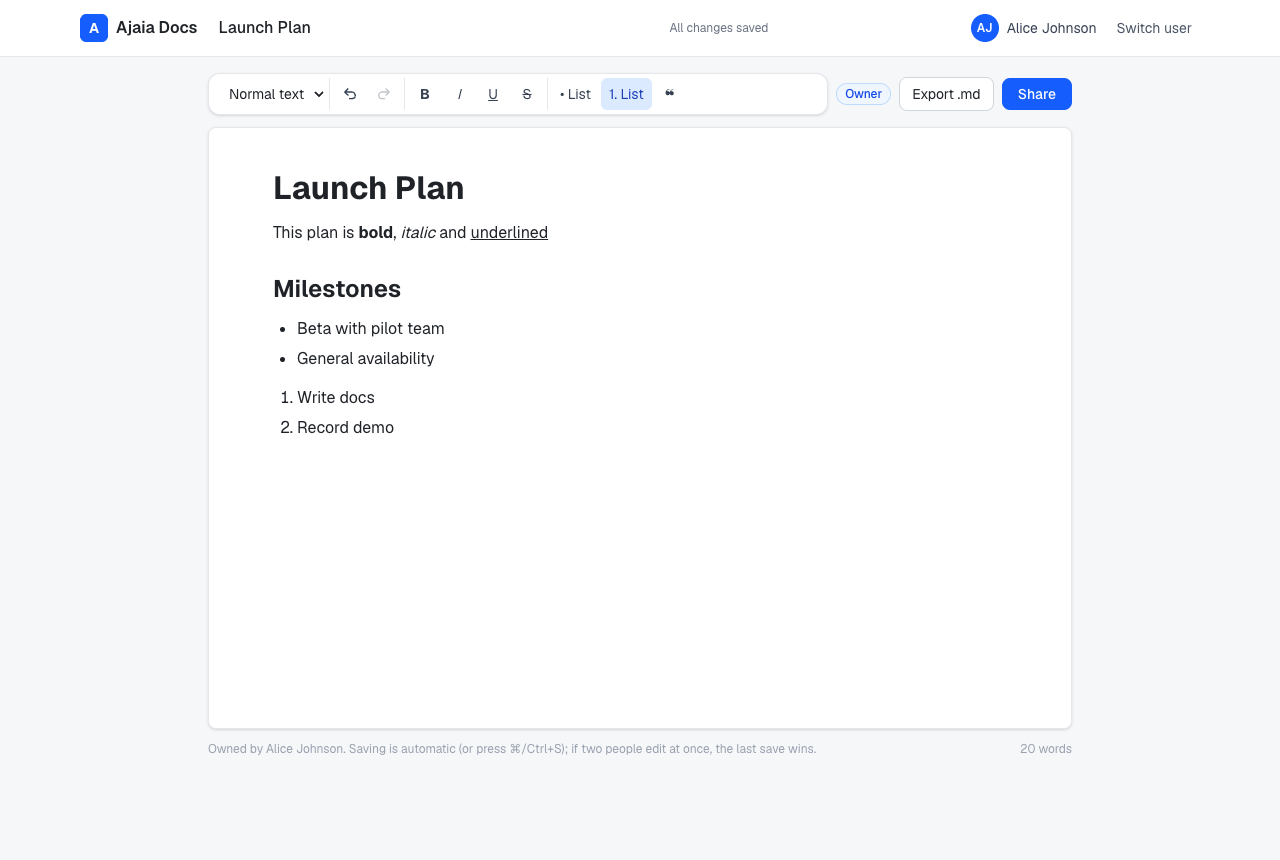 A Ajaia Docs Launch Plan All changes saved AJ Alice Johnson Switch user
Normal text B I U S • List 1. List ❝ Owner Export .md Share
Launch Plan
This plan is bold, italic and underlined
Milestones
• Beta with pilot team
• General availability
1. Write docs
2. Record demo
Owned by Alice Johnson. Saving is automatic (or press ⌘/Ctrl+S); if two people edit at once, the last save wins. 20 words